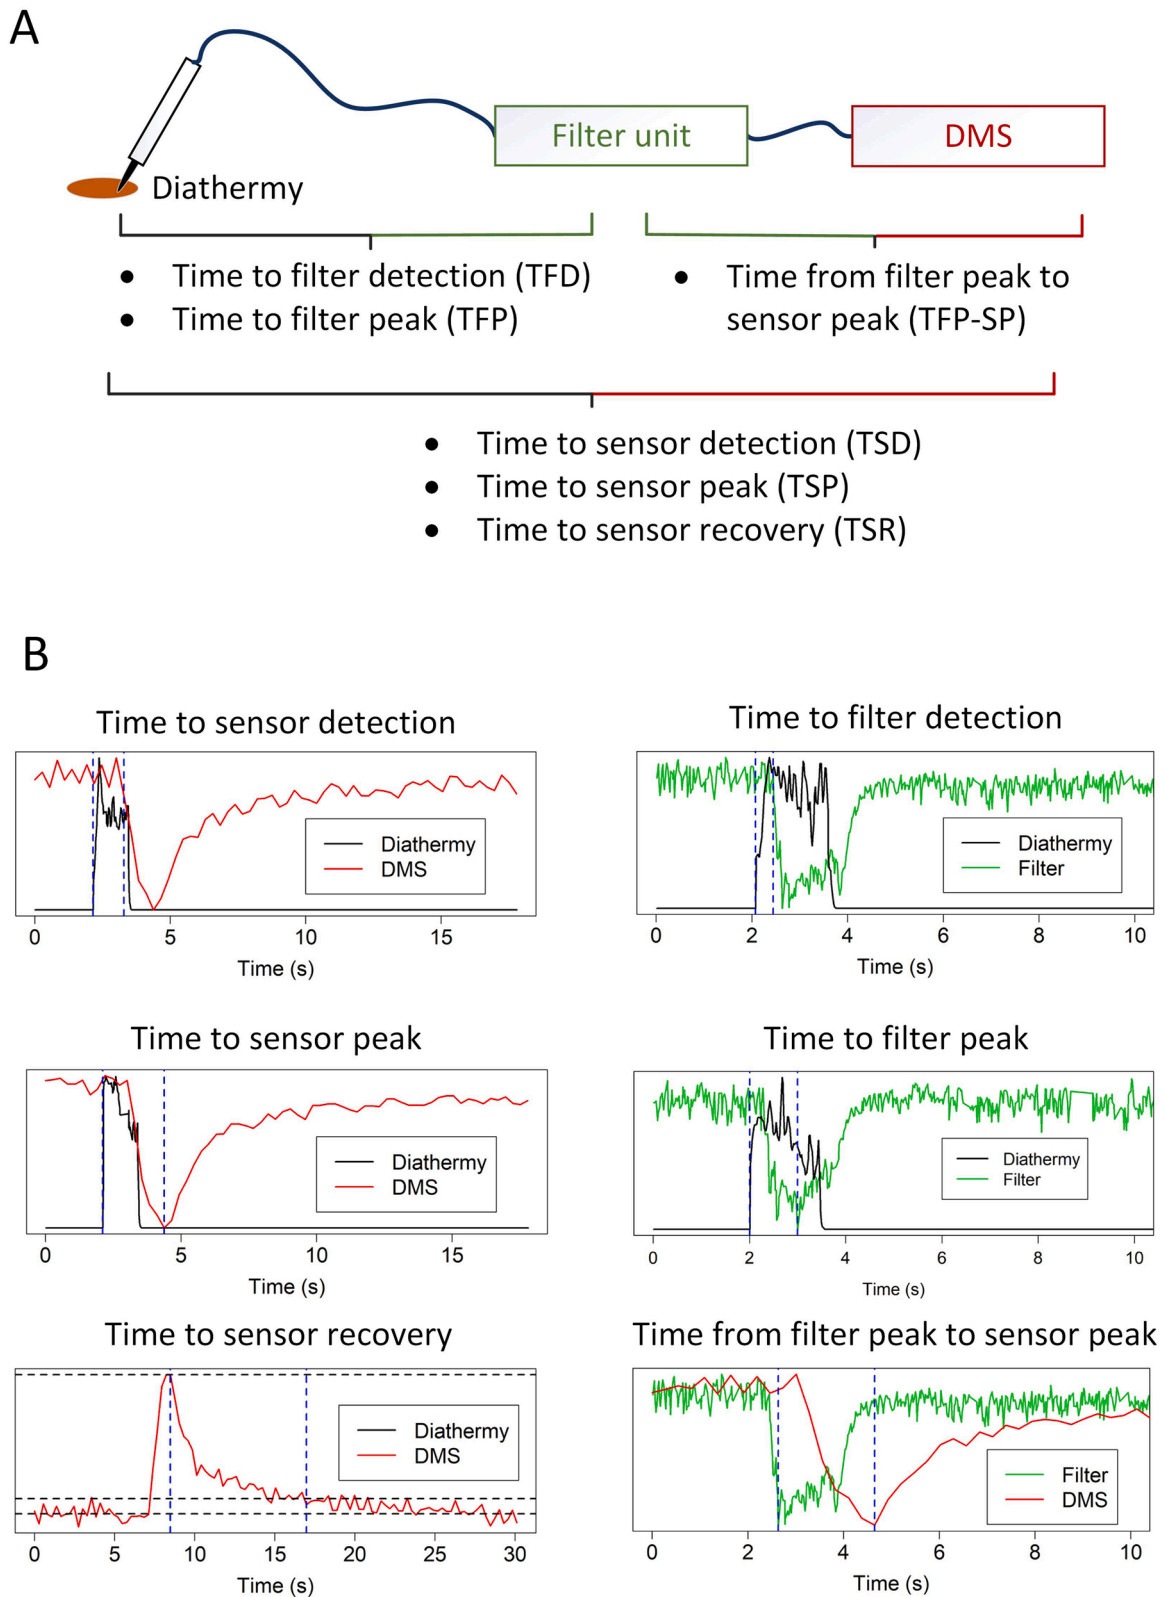 A
Filter unit
DMS
Diathermy
• Time to filter detection (TFD)
• Time to filter peak (TFP)
• Time from filter peak to
sensor peak (TFP-SP)
• Time to sensor detection (TSD)
• Time to sensor peak (TSP)
• Time to sensor recovery (TSR)
B
Time to sensor detection
Diathermy
DMS
0 5 10 15
Time (s)
Time to filter detection
Diathermy
Filter
0 2 4 6 8 10
Time (s)
Time to sensor peak
Diathermy
DMS
0 5 10 15
Time (s)
Time to filter peak
Diathermy
Filter
0 2 4 6 8 10
Time (s)
Time to sensor recovery
Diathermy
DMS
0 5 10 15 20 25 30
Time (s)
Time from filter peak to sensor peak
Filter
DMS
0 2 4 6 8 10
Time (s)